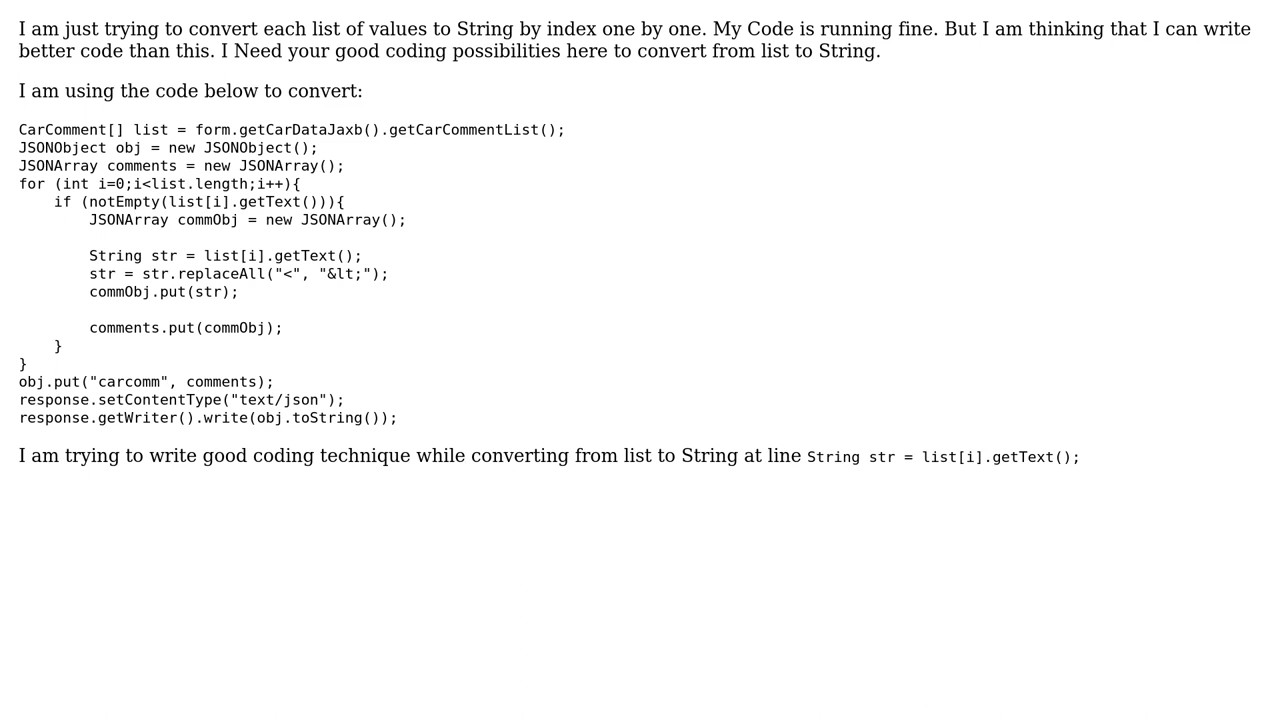 I am just trying to convert each list of values to String by index one by one. My Code is running fine. But I am thinking that I can write
better code than this. I Need your good coding possibilities here to convert from list to String.
I am using the code below to convert:
CarComment[] list = form.getCarDataJaxb().getCarCommentList();
JSONObject obj = new JSONObject();
JSONArray comments = new JSONArray();
for (int i=0;i<list.length;i++){
    if (notEmpty(list[i].getText())){
        JSONArray commObj = new JSONArray();
        String str = list[i].getText();
        str = str.replaceAll("<", "&lt;");
        commObj.put(str);
        comments.put(commObj);
    }
}
obj.put("carcomm", comments);
response.setContentType("text/json");
response.getWriter().write(obj.toString());
I am trying to write good coding technique while converting from list to String at line String str = list[i].getText();